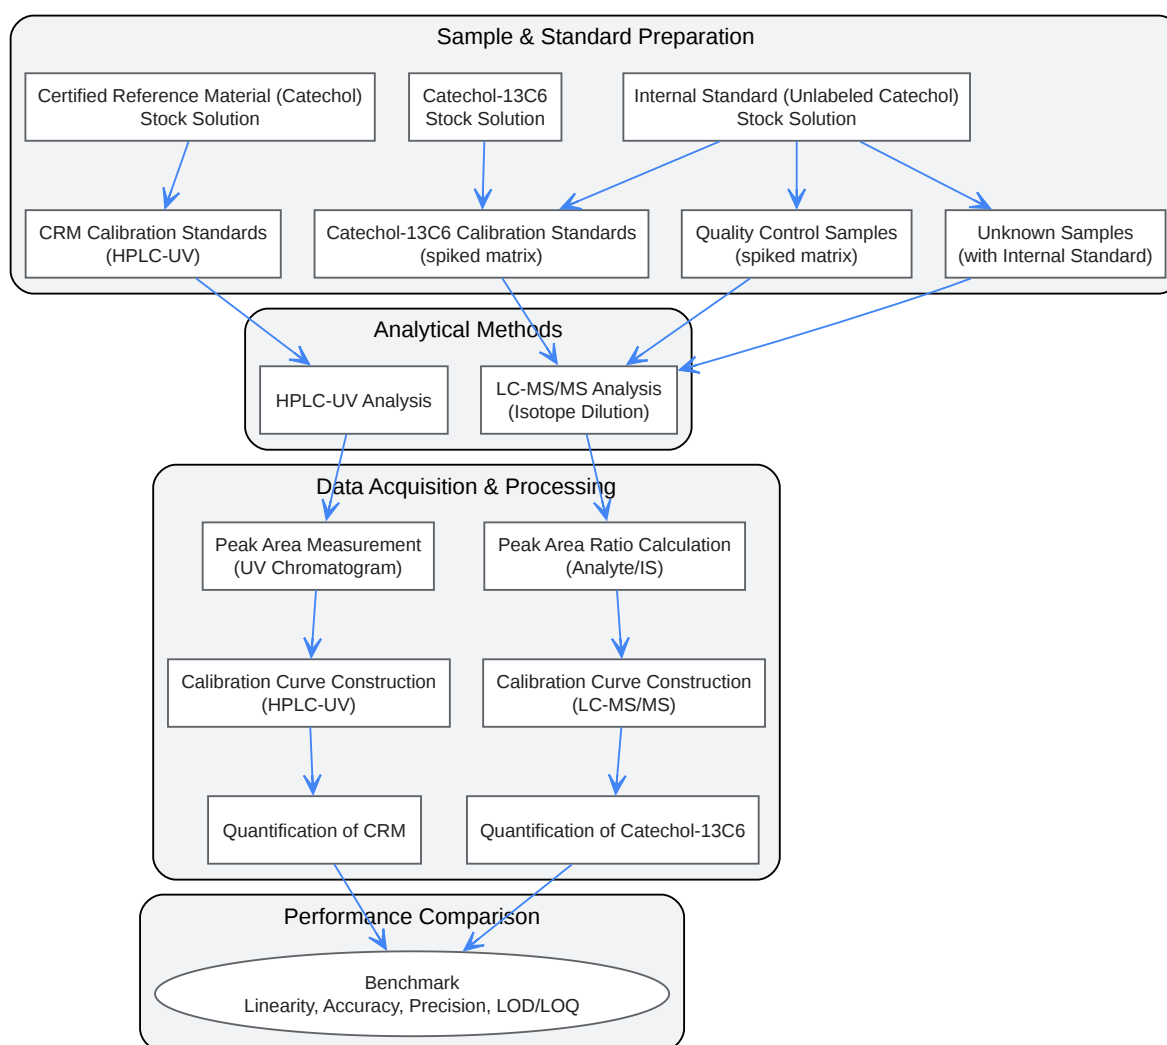 Sample & Standard Preparation
Certified Reference Material (Catechol)
Stock Solution
Catechol-13C6
Stock Solution
Internal Standard (Unlabeled Catechol)
Stock Solution
CRM Calibration Standards
(HPLC-UV)
Catechol-13C6 Calibration Standards
(spiked matrix)
Quality Control Samples
(spiked matrix)
Unknown Samples
(with Internal Standard)
Analytical Methods
HPLC-UV Analysis
LC-MS/MS Analysis
(Isotope Dilution)
Data Acquisition & Processing
Peak Area Measurement
(UV Chromatogram)
Peak Area Ratio Calculation
(Analyte/IS)
Calibration Curve Construction
(HPLC-UV)
Calibration Curve Construction
(LC-MS/MS)
Quantification of CRM
Quantification of Catechol-13C6
Performance Comparison
Benchmark
Linearity, Accuracy, Precision, LOD/LOQ